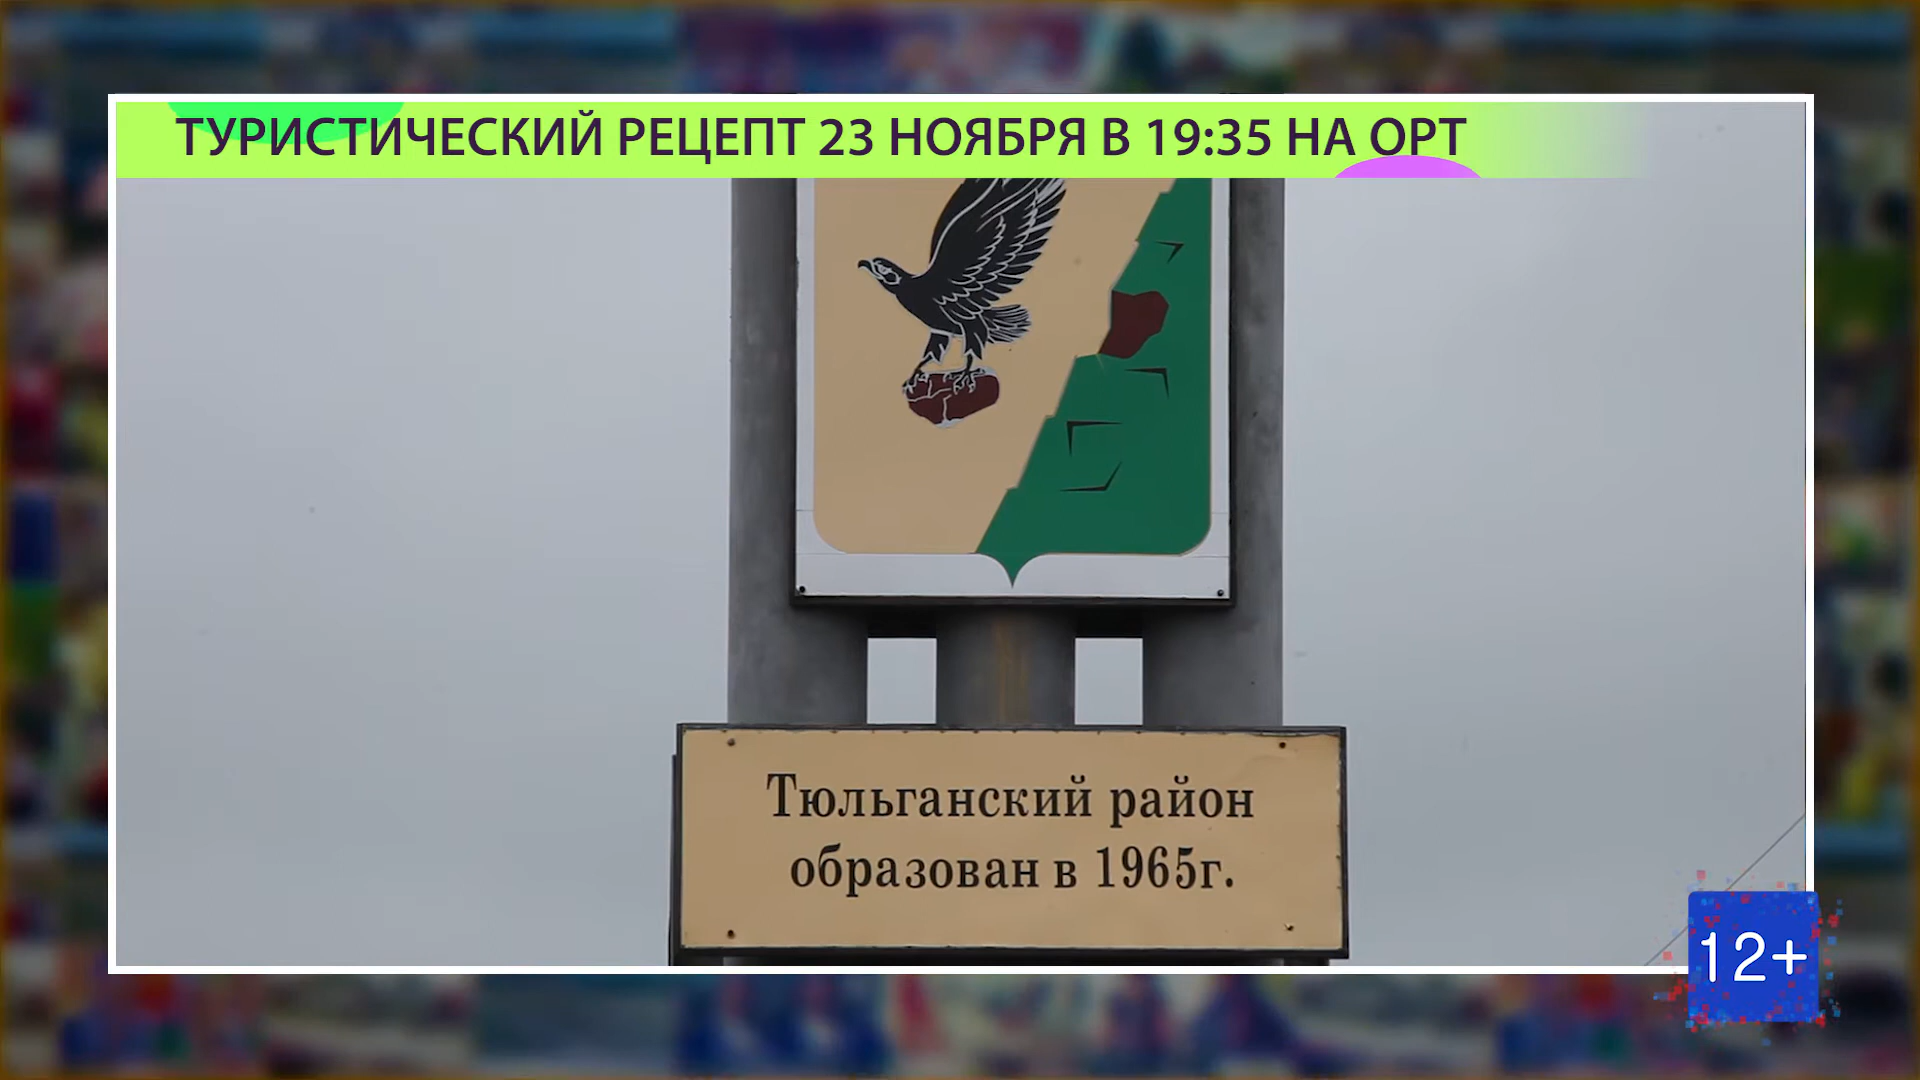 ТУРИСТИЧЕСКИЙ РЕЦЕПТ 23 НОЯБРЯ В 19:35 НА ОРТ
Тюльганский район
образован в 1965г.
12+